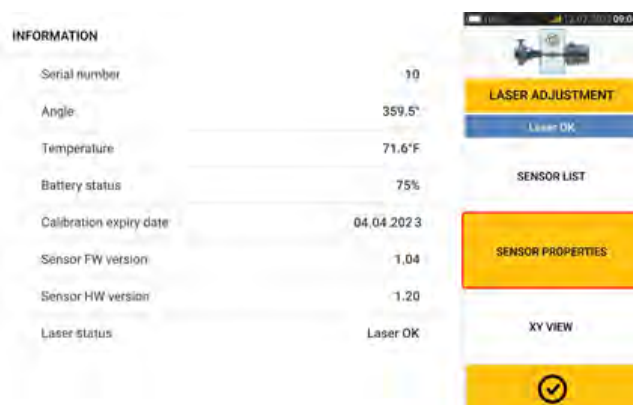 INFORMATION
Serial number 10
Angle 359.5°
Temperature 71.6°F
Battery status 75%
Calibration expiry date 04.04.2023
Sensor FW version 1.04
Sensor HW version 1.20
Laser status Laser OK
LASER ADJUSTMENT
Laser OK
SENSOR LIST
SENSOR PROPERTIES
XY VIEW